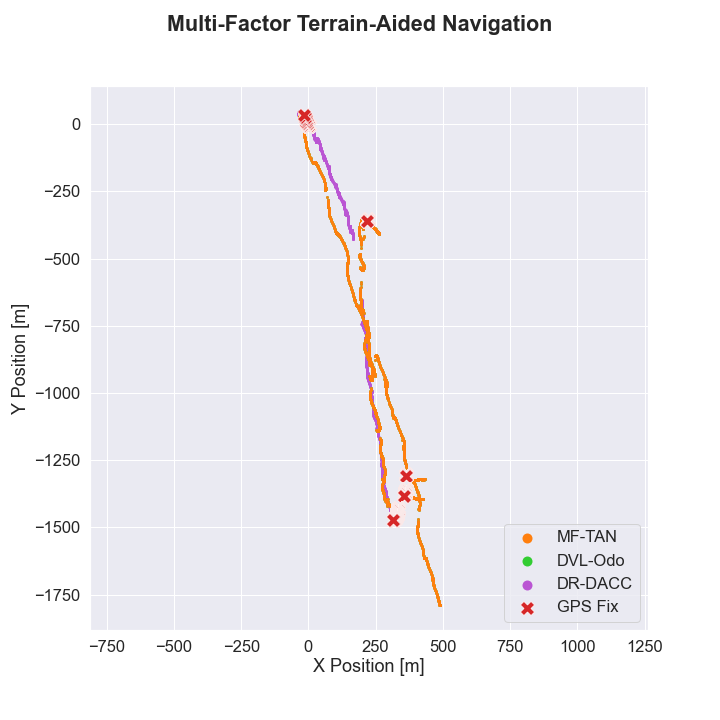 Multi-Factor Terrain-Aided Navigation
Y Position [m]
0
−250
−500
−750
−1000
−1250
−1500
−1750
−750
−500
−250
0
250
500
750
1000
1250
X Position [m]
MF-TAN
DVL-Odo
DR-DACC
GPS Fix